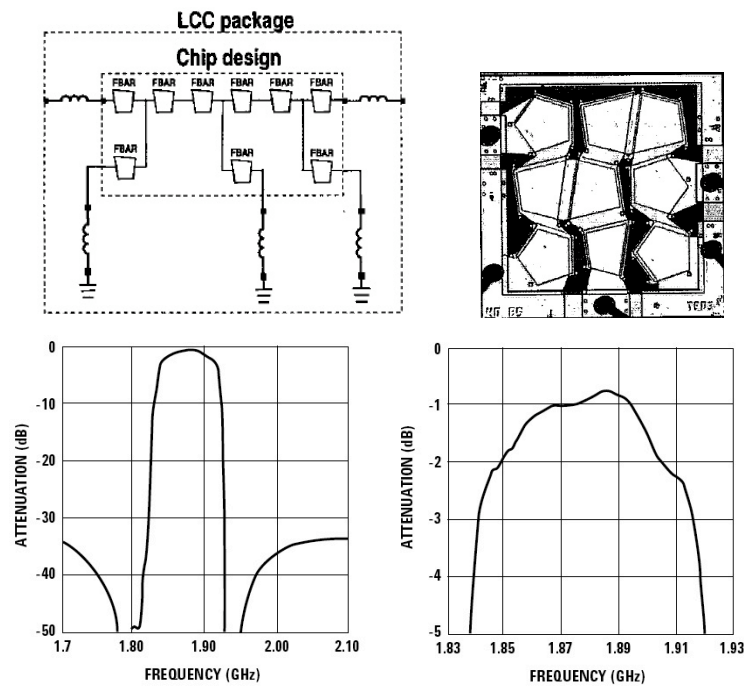 LCC package
Chip design
FBAR FBAR FBAR FBAR FBAR FBAR
FBAR FBAR FBAR
0
-10
-20
-30
-40
-50
ATTENUATION (dB)
1.7 1.80 1.90 2.00 2.10
FREQUENCY (GHz)
0
-1
-2
-3
-4
-5
ATTENUATION (dB)
1.83 1.85 1.87 1.89 1.91 1.93
FREQUENCY (GHz)